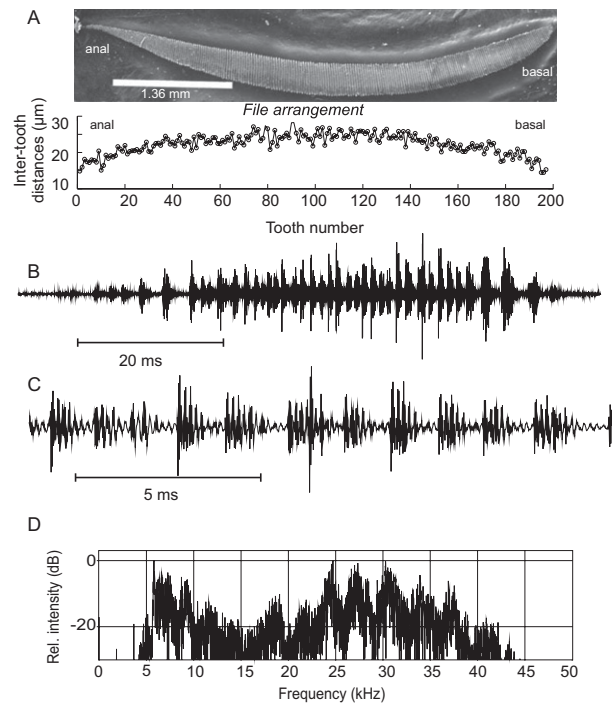 A
anal
basal
1.36 mm
File arrangement
anal
basal
Inter-tooth
distances (µm)
30
20
10
0 20 40 60 80 100 120 140 160 180 200
Tooth number
B
20 ms
C
5 ms
D
Rel. intensity (dB)
0
-20
0 5 10 15 20 25 30 35 40 45 50
Frequency (kHz)